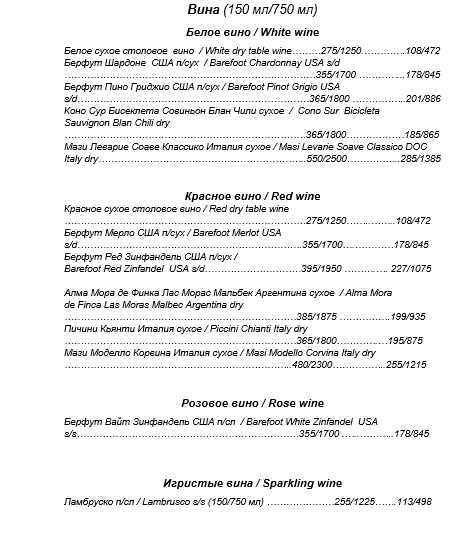 Вина (150 мл/750 мл)
Белое вино / White wine
Белое сухое столовое вино / White dry table wine………275/1250……………108/472
Берфут Шардоне США п/сух / Barefoot Chardonnay USA s/d
……………………………………………………………………355/1700 ……………178/845
Берфут Пино Гриджио США п/сух / Barefoot Pinot Grigio USA
s/d………………………………………………………………365/1800 ……………201/886
Коно Сур Бисеклета Совиньон Блан Чили сухое / Cono Sur Bicicleta
Sauvignon Blan Chili dry
…………………………………………………………………365/1800………………185/865
Мази Леварие Соаве Классико Италия сухое / Masi Levarie Soave Classico DOC
Italy dry………………………………………………………550/2500……………285/1385
Красное вино / Red wine
Красное сухое столовое вино / Red dry table wine
…………………………………………………………………275/1250……………108/472
Берфут Мерло США п/сух / Barefoot Merlot USA
s/d……………………………………………………………355/1700……………178/845
Берфут Ред Зинфандель США п/сух /
Barefoot Red Zinfandel USA s/d…………………………395/1950 …………… 227/1075
Алма Мора де Финка Лас Морас Мальбек Аргентина сухое / Alma Mora
de Finca Las Moras Malbec Argentina dry
………………………………………………………………385/1875 ……………199/935
Пичини Кьянти Италия сухое / Piccini Chianti Italy dry
………………………………………………………………365/1800……………195/875
Мази Моделло Кореина Италия сухое / Masi Modello Corvina Italy dry
………………………………………………………………480/2300……………255/1215
Розовое вино / Rose wine
Берфут Вайт Зинфандель США п/сл / Barefoot White Zinfandel USA
s/s……………………………………………………………355/1700 ……………178/845
Игристые вина / Sparkling wine
Ламбруско п/сл / Lambrusco s/s (150/750 мл) …………………255/1225…….113/498